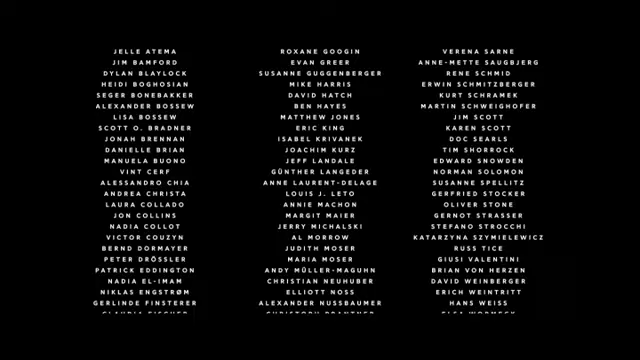 JELLE ATEMA
JIM BAMFORD
DYLAN BLAYLOCK
HEIDI BOGHOSIAN
SEGER BONEBAKKER
ALEXANDER BOSSEW
LISA BOSSEW
SCOTT O. BRADNER
JONAH BRENNAN
DANIELLE BRIAN
MANUELA BUONO
VINT CERF
ALESSANDRO CHIA
ANDREA CHRISTA
LAURA COLLADO
JON COLLINS
NADIA COLLOT
VICTOR COUZYN
BERND DORMAYER
PETER DRÖSSLER
PATRICK EDDINGTON
NADIA EL-IMAM
NIKLAS ENGSTRØM
GERLINDE FINSTERER
CLAUDIA FISCHER
ROXANE GOOGIN
EVAN GREER
SUSANNE GUGGENBERGER
MIKE HARRIS
DAVID HATCH
BEN HAYES
MATTHEW JONES
ERIC KING
ISABEL KRIVANEK
JOACHIM KURZ
JEFF LANDALE
GÜNTHER LANGEDER
ANNE LAURENT-DELAGE
LOUIS J. LETO
ANNIE MACHON
MARGIT MAIER
JERRY MICHALSKI
AL MORROW
JUDITH MOSER
MARIA MOSER
ANDY MÜLLER-MAGUHN
CHRISTIAN NEUHUBER
ELLIOTT NOSS
ALEXANDER NUSSBAUMER
CHRISTOPH
VERENA SARNE
ANNE-METTE SAUGBJERG
RENE SCHMID
ERWIN SCHMITZBERGER
KURT SCHRAMEK
MARTIN SCHWEIGHOFER
JIM SCOTT
KAREN SCOTT
DOC SEARLS
TIM SHORROCK
EDWARD SNOWDEN
NORMAN SOLOMON
SUSANNE SPELLITZ
GERFRIED STOCKER
OLIVER STONE
GERNOT STRASSER
STEFANO STROCCHI
KATARZYNA SZYMIELEWICZ
RUSS TICE
GIUSI VALENTINI
BRIAN VON HERZEN
DAVID WEINBERGER
ERICH WEINTRITT
HANS WEISS